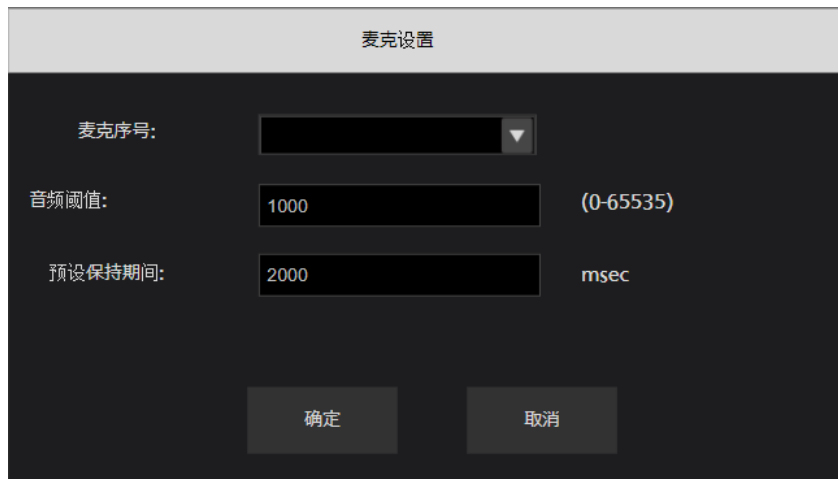 麦克设置
麦克序号:
音频阈值: 1000 (0-65535)
预设保持期间: 2000 msec
确定 取消